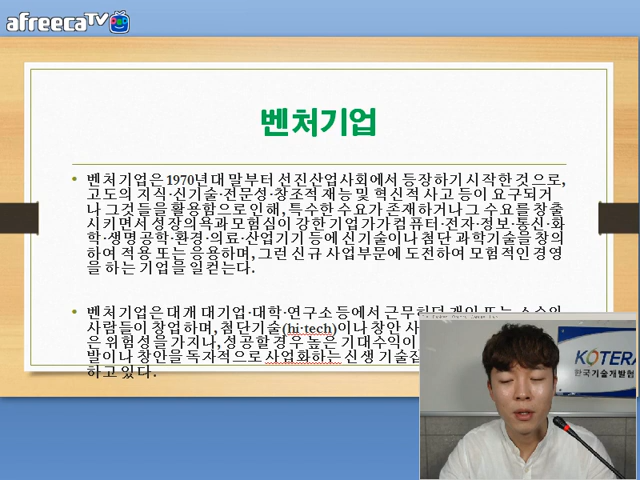 afreecaTV
벤처기업
• 벤처기업은 1970년대 말부터 선진산업사회에서 등장하기 시작한 것으로,
고도의 지식·신기술·전문성·창조적 재능 및 혁신적 사고 등이 요구되거
나 그것들을 활용함으로 인해, 특수한 수요가 존재하거나 그 수요를 창출
시키면서 성장의욕과 모험심이 강한 기업가가 컴퓨터·전자·정보·통신·화
학·생명공학·환경·의료·산업기기 등에 신기술이나 첨단 과학기술을 창의
하여 적용 또는 응용하며, 그런 신규 사업부문에 도전하여 모험적인 경영
을 하는 기업을 일컫는다.
• 벤처기업은 대개 대기업·대학·연구소 등에서 근무하던 개인 또는 소수의
사람들이 창업하며, 첨단기술(hi-tech)이나 창안 사
은 위험성을 가지나, 성공할 경우 높은 기대수익이
발이나 창안을 독자적으로 사업화하는 신생 기술집
하고 있다.
KOTERA
한국기술개발협